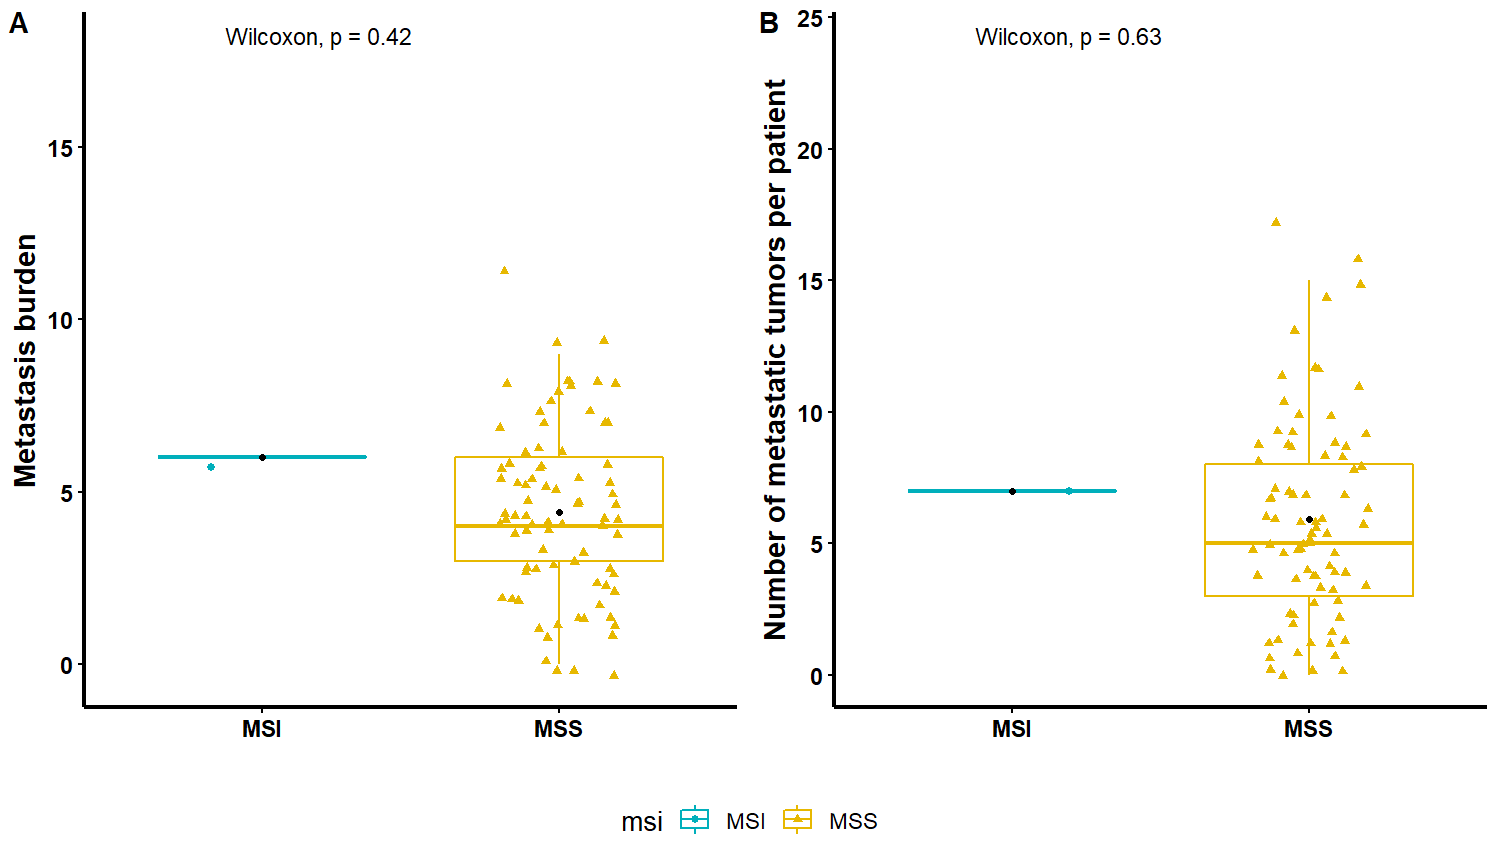 A
Wilcoxon, p = 0.42
Metastasis burden
15
10
5
0
MSI
MSS
B
Wilcoxon, p = 0.63
Number of metastatic tumors per patient
25
20
15
10
5
0
MSI
MSS
msi MSI MSS